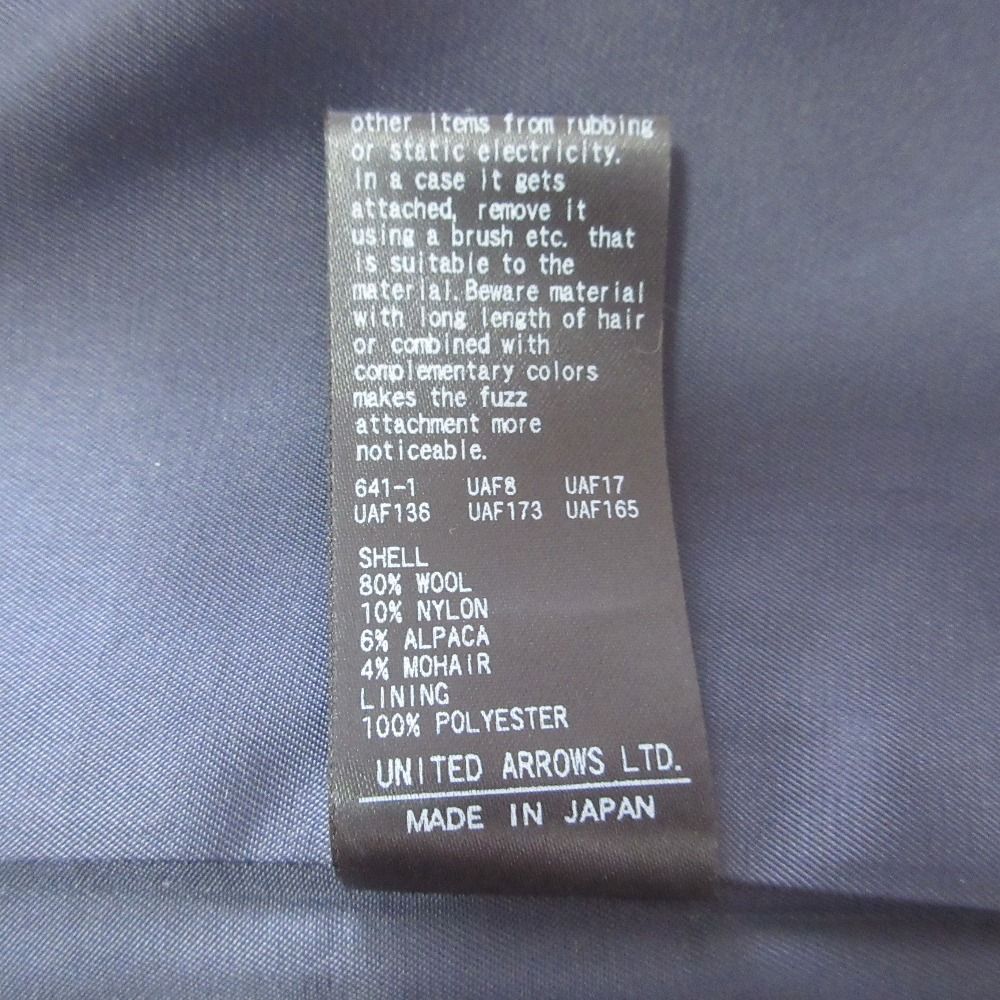 other items from rubbing
or static electricity.
In a case it gets
attached, remove it
using a brush etc. that
is suitable to the
material. Beware material
with long length of hair
or combined with
complementary colors
makes the fuzz
attachment more
noticeable.
641-1 UAF8 UAF17
UAF136 UAF173 UAF165
SHELL
80% WOOL
10% NYLON
6% ALPACA
4% MOHAIR
LINING
100% POLYESTER
UNITED ARROWS LTD.
MADE IN JAPAN